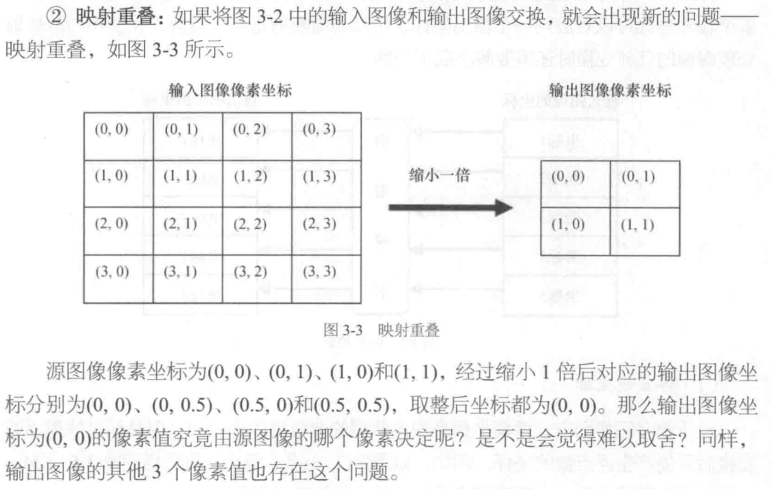 ② 映射重叠：如果将图 3-2 中的输入图像和输出图像交换，就会出现新的问题——
映射重叠，如图 3-3 所示。
输入图像像素坐标
输出图像像素坐标
(0, 0) (0, 1) (0, 2) (0, 3)
(1, 0) (1, 1) (1, 2) (1, 3)
缩小一倍
(0, 0) (0, 1)
(2, 0) (2, 1) (2, 2) (2, 3)
(1, 0) (1, 1)
(3, 0) (3, 1) (3, 2) (3, 3)
图 3-3 映射重叠
源图像像素坐标为(0, 0)、(0, 1)、(1, 0)和(1, 1)，经过缩小 1 倍后对应的输出图像坐
标分别为(0, 0)、(0, 0.5)、(0.5, 0)和(0.5, 0.5)，取整后坐标都为(0, 0)。那么输出图像坐
标为(0, 0)的像素值究竟由源图像的哪个像素决定呢？是不是会觉得难以取舍？同样，
输出图像的其他 3 个像素值也存在这个问题。